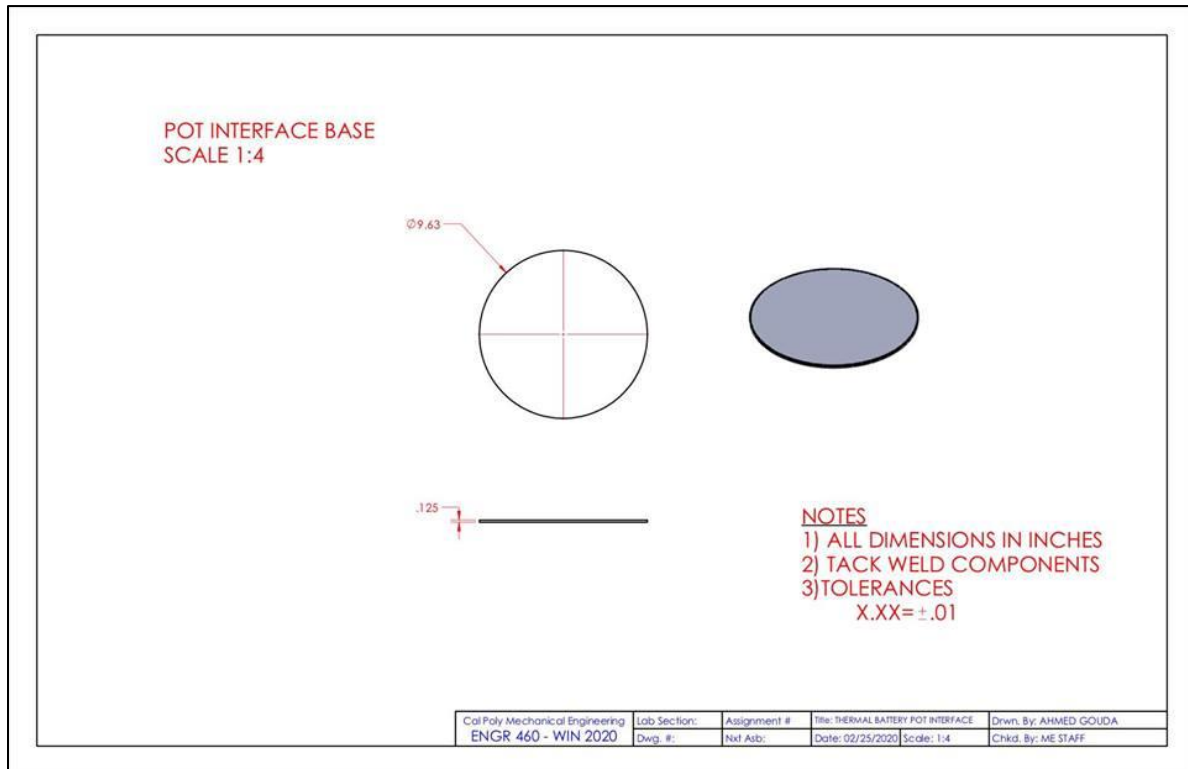 POT INTERFACE BASE
SCALE 1:4
∅9.63
.125
NOTES
1) ALL DIMENSIONS IN INCHES
2) TACK WELD COMPONENTS
3)TOLERANCES
X.XX=±.01
Cal Poly Mechanical Engineering
ENGR 460 - WIN 2020
Lab Section:
Dwg. #:
Assignment #
Nxt Asb:
Title: THERMAL BATTERY POT INTERFACE
Date: 02/25/2020
Scale: 1:4
Drwn. By: AHMED GOUDA
Chkd. By: ME STAFF